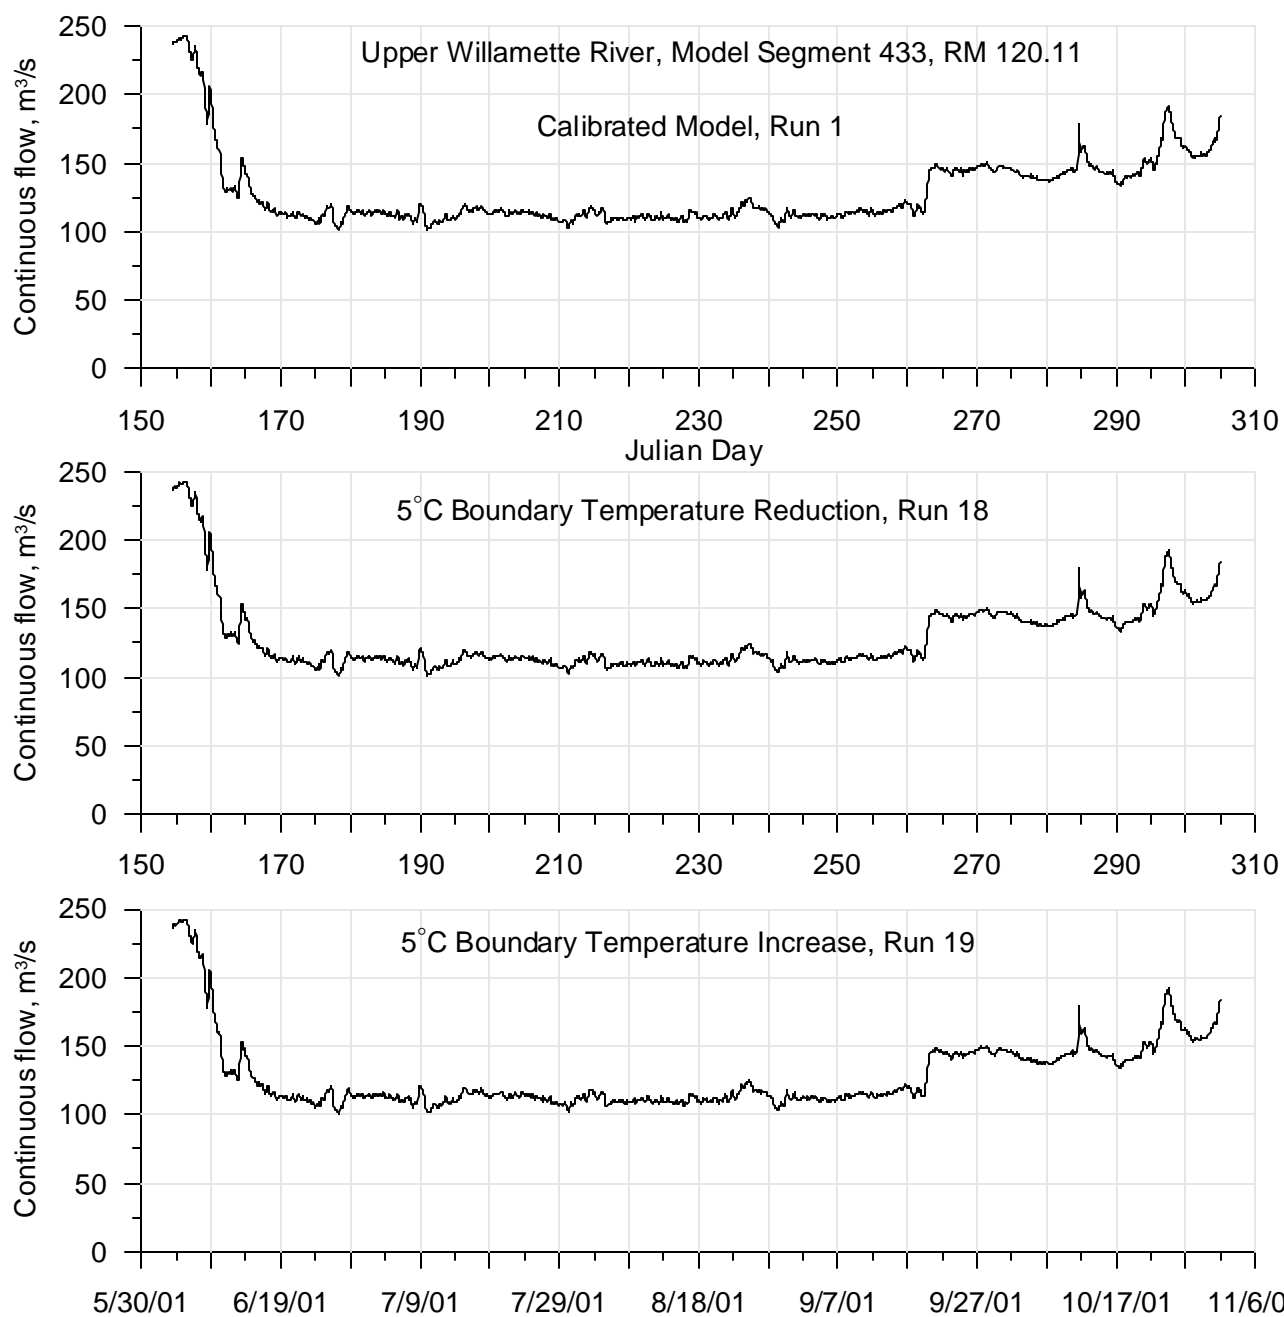 Upper Willamette River, Model Segment 433, RM 120.11
Calibrated Model, Run 1
Continuous flow, m³/s
250
200
150
100
50
0
150 170 190 210 230 250 270 290 310
Julian Day
5°C Boundary Temperature Reduction, Run 18
Continuous flow, m³/s
250
200
150
100
50
0
150 170 190 210 230 250 270 290 310
5°C Boundary Temperature Increase, Run 19
Continuous flow, m³/s
250
200
150
100
50
0
5/30/01 6/19/01 7/9/01 7/29/01 8/18/01 9/7/01 9/27/01 10/17/01 11/6/0